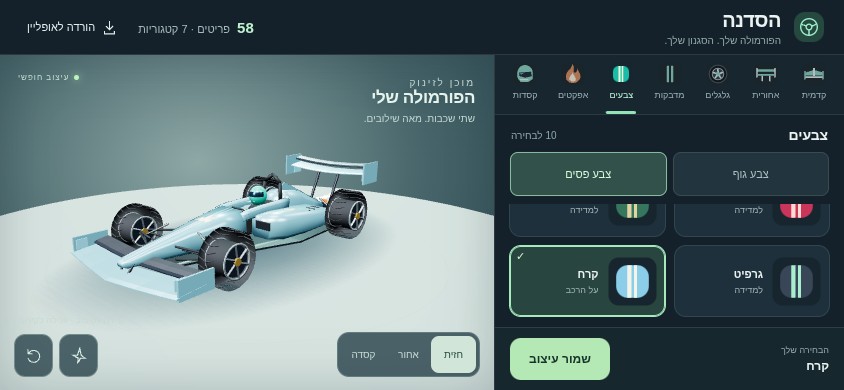 הסדנה
הפורמולה שלך. הסגנון שלך.
58 פריטים · 7 קטגוריות
הורדה לאופליין
קדמית
אחורית
גלגלים
מדבקות
צבעים
אפקטים
קסדות
צבעים
10 לבחירה
צבע גוף
צבע פסים
למדידה
למדידה
גרפיט
למדידה
קרח
על הרכב
✓
הבחירה שלך
קרח
שמור עיצוב
עיצוב חופשי
מוכן לזינוק
הפורמולה שלי
שתי שכבות. מאה שילובים.
חזית
אחור
קסדה